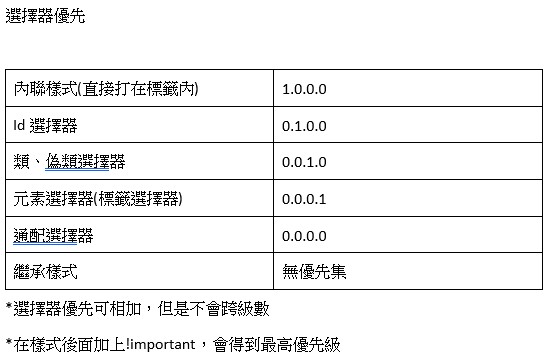 選擇器優先
內聯樣式(直接打在標籤內) 1.0.0.0
Id 選擇器 0.1.0.0
類、偽類選擇器 0.0.1.0
元素選擇器(標籤選擇器) 0.0.0.1
通配選擇器 0.0.0.0
繼承樣式 無優先集
*選擇器優先可相加，但是不會跨級數
*在樣式後面加上!important，會得到最高優先級